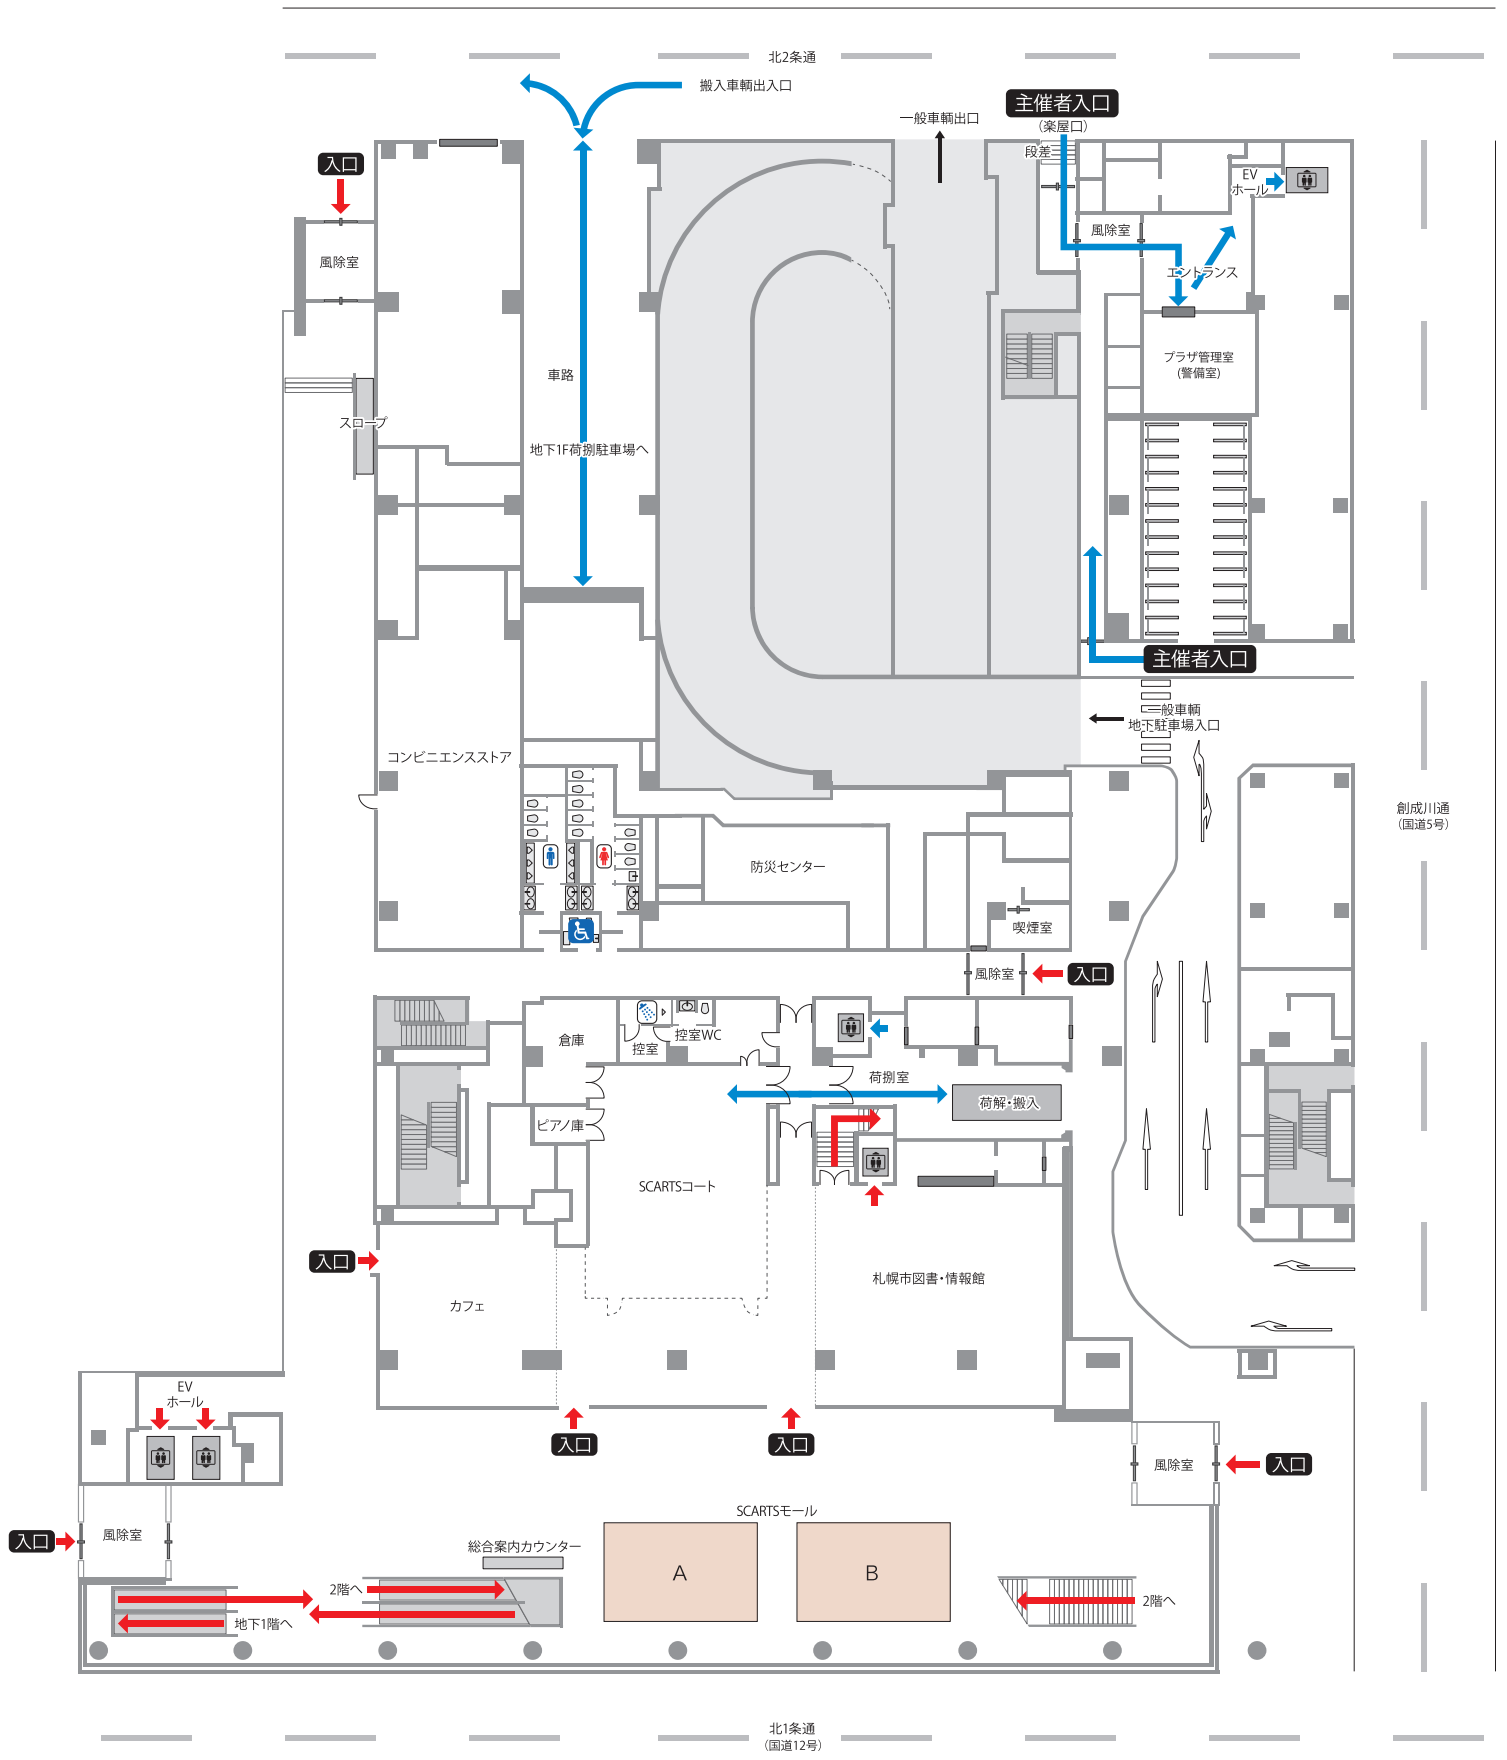 北2条通
搬入車輌出入口
主催者入口
（楽屋口）
一般車輌出口
段差
入口
EV
ホール
風除室
風除室
エントランス
プラザ管理室
(警備室)
車路
スロープ
地下1F荷捌駐車場へ
主催者入口
一般車輌
地下駐車場入口
コンビニエンスストア
創成川通
（国道5号）
防災センター
喫煙室
風除室
入口
倉庫
控室
控室WC
荷捌室
荷解・搬入
ピアノ庫
SCARTSコート
入口
札幌市図書・情報館
カフェ
EV
ホール
入口
入口
風除室
入口
SCARTSモール
入口
風除室
総合案内カウンター
A
B
2階へ
2階へ
地下1階へ
北1条通
（国道12号）